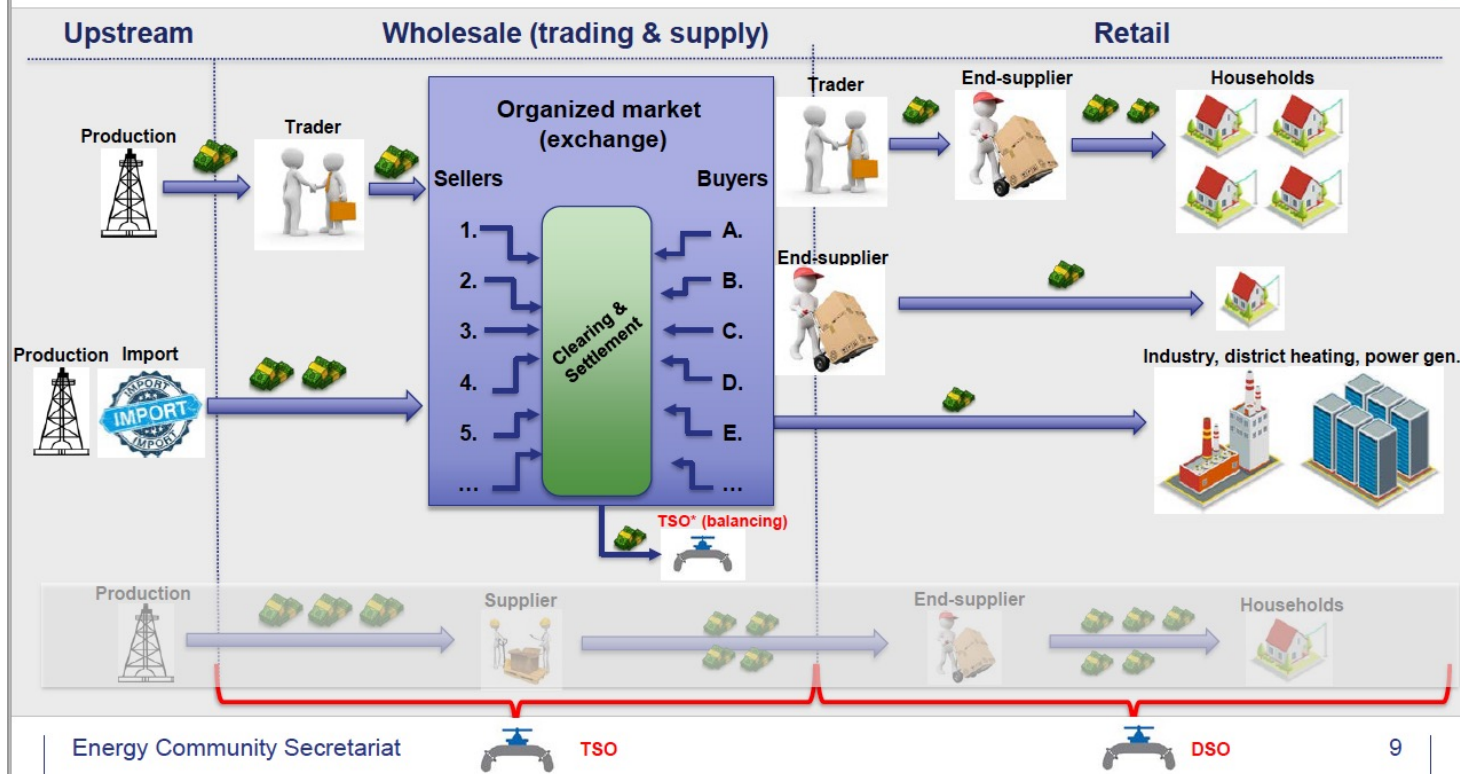 Upstream
Wholesale (trading & supply)
Retail
Production
Trader
Organized market
(exchange)
Sellers
Buyers
1.
2.
3.
4.
5.
...
Clearing &
Settlement
A.
B.
C.
D.
E.
...
Trader
End-supplier
Households
End-supplier
Production
Import
IMPORT
IMPORT
IMPORT
Industry, district heating, power gen.
TSO* (balancing)
Production
Supplier
End-supplier
Households
Energy Community Secretariat
TSO
DSO
9